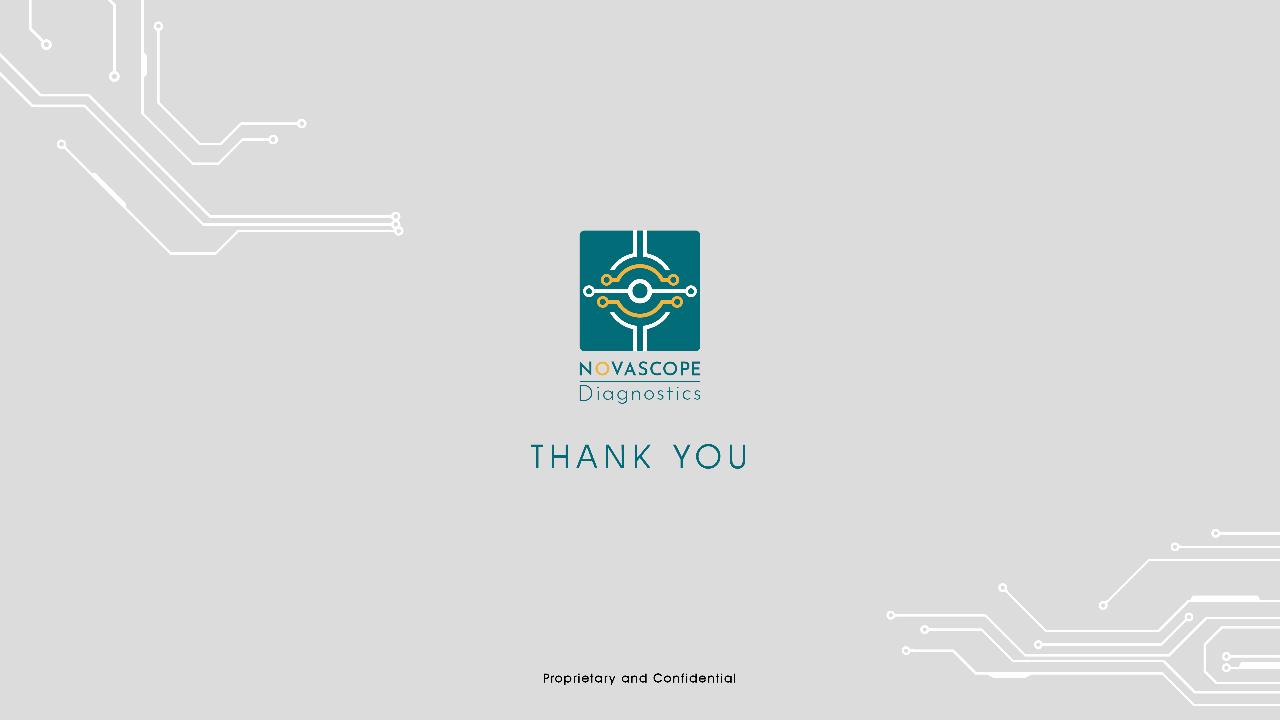 NOVASCOPE
Diagnostics
THANK YOU
Proprietary and Confidential